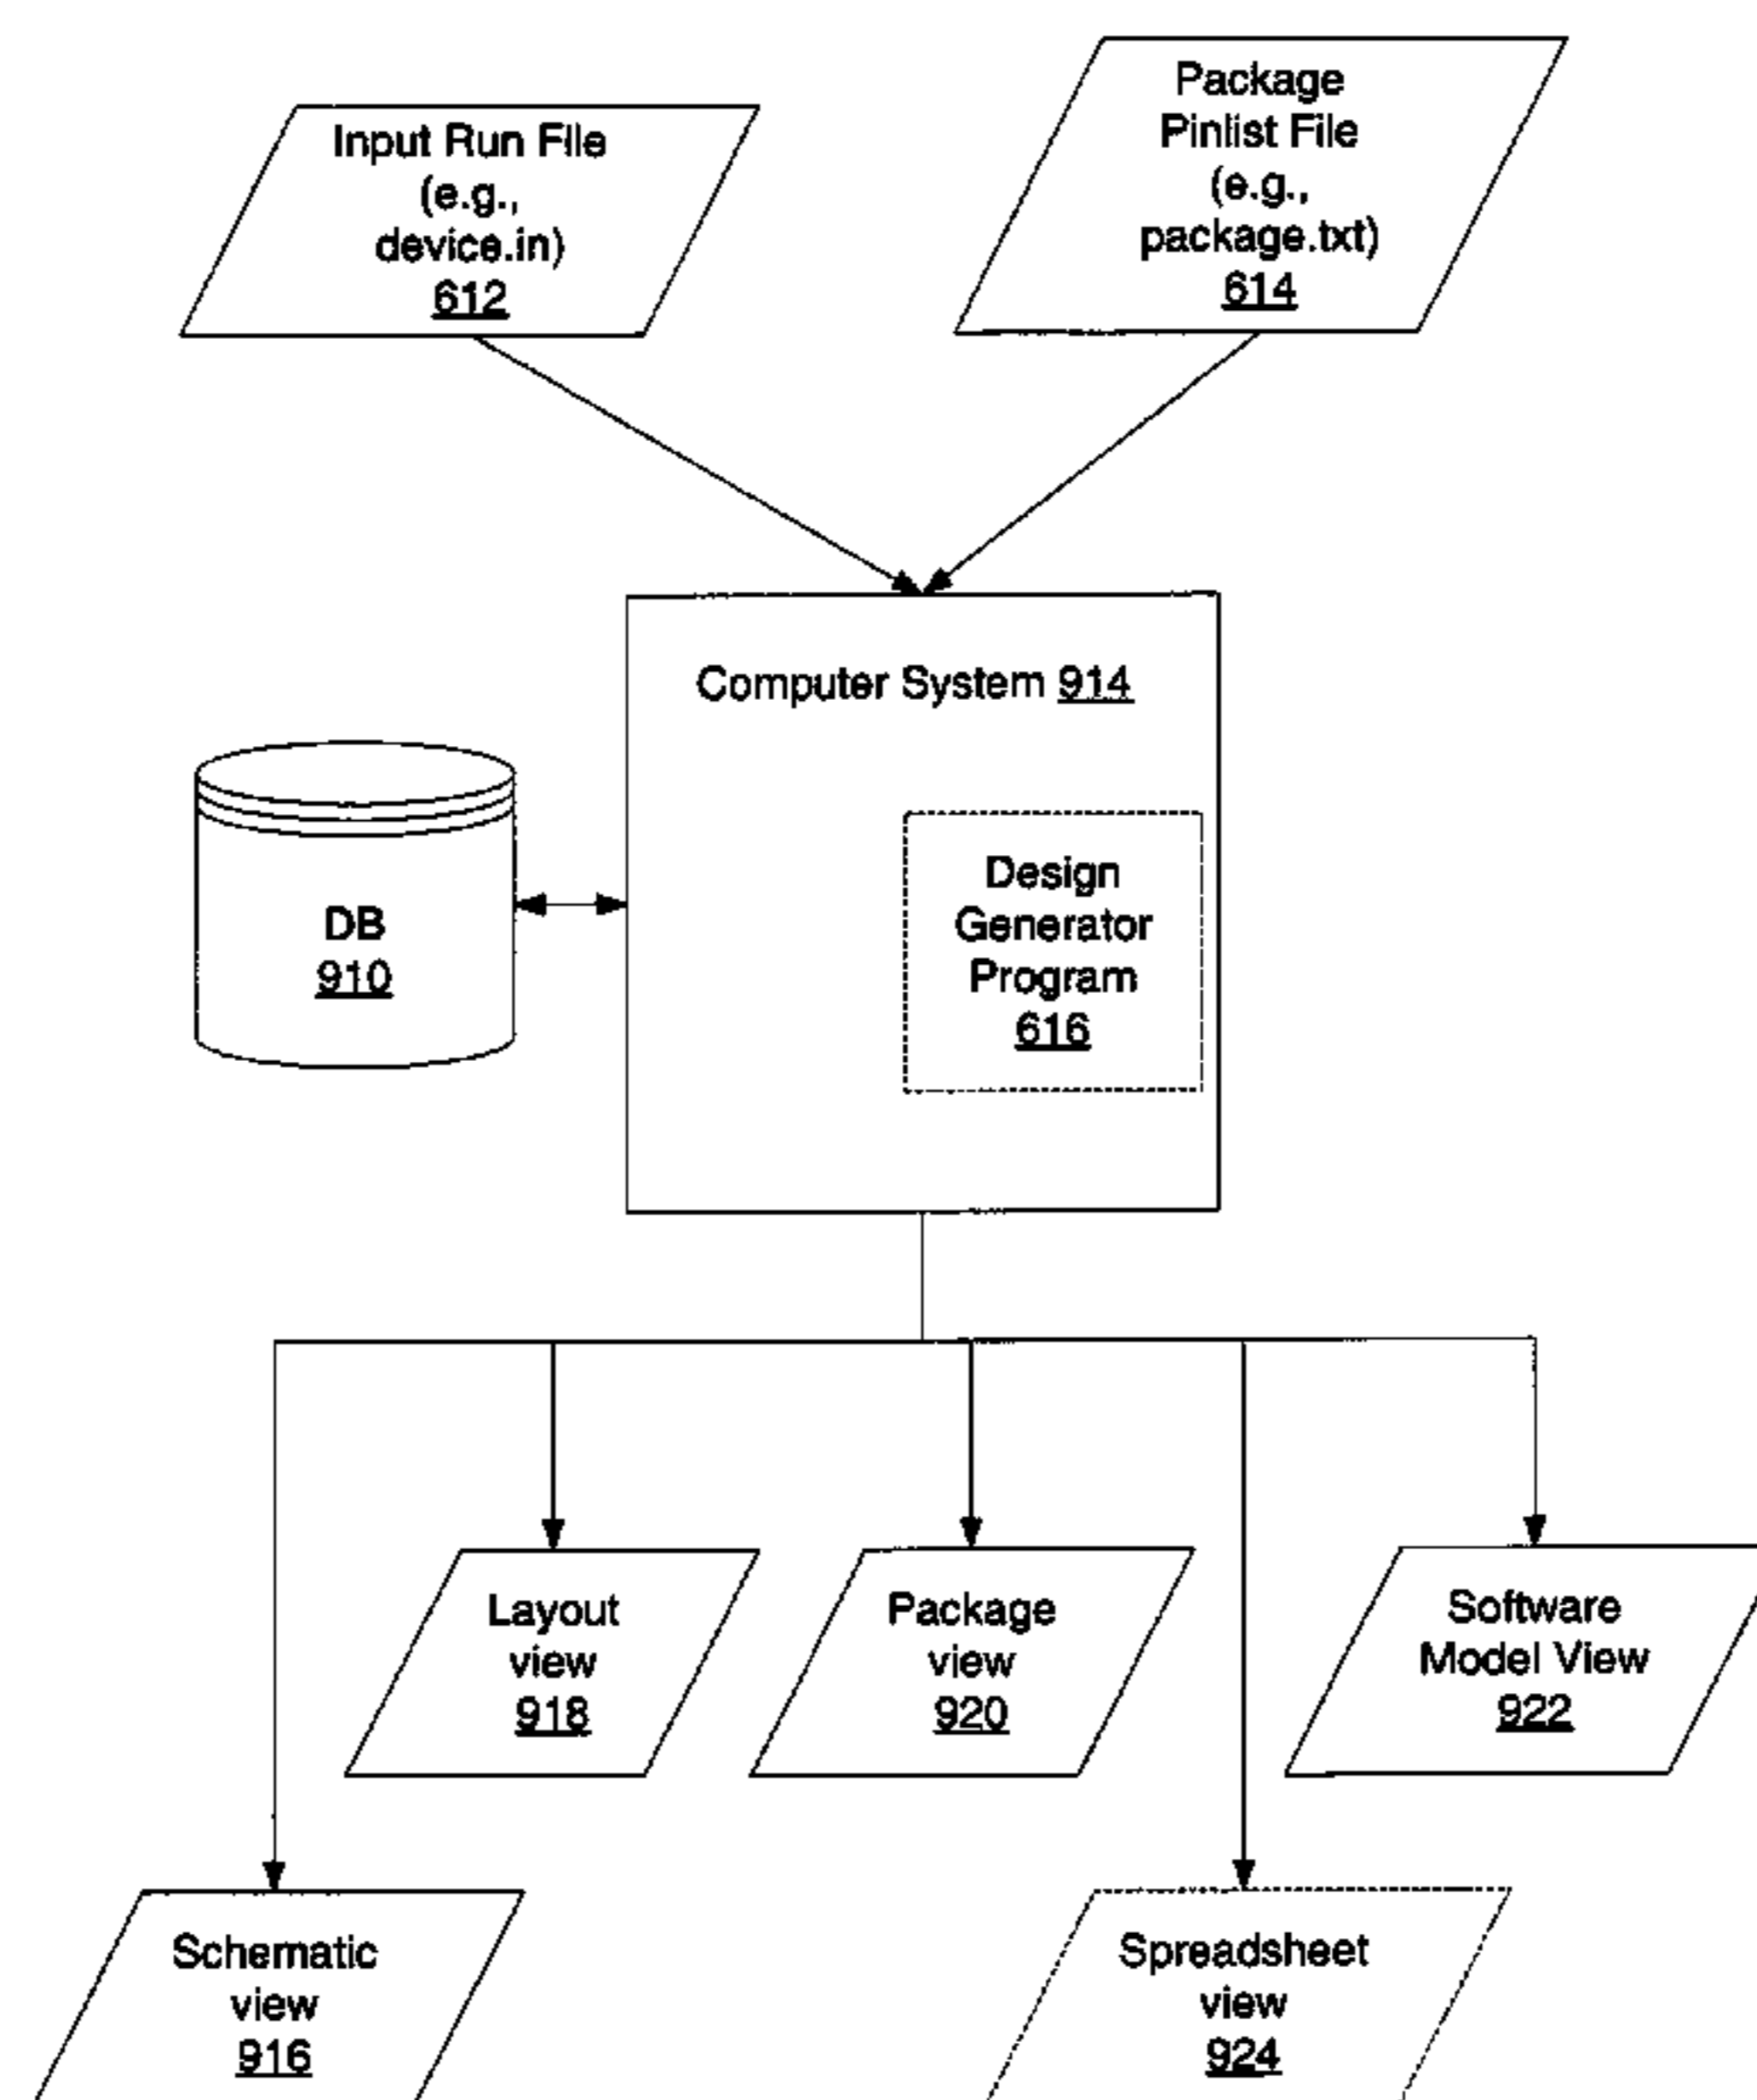 Input Run File
(e.g.,
device.in)
612
Package
Pinlist File
(e.g.,
package.txt)
614
Computer System 914
DB
910
Design
Generator
Program
616
Layout
view
918
Package
view
920
Software
Model View
922
Schematic
view
916
Spreadsheet
view
924